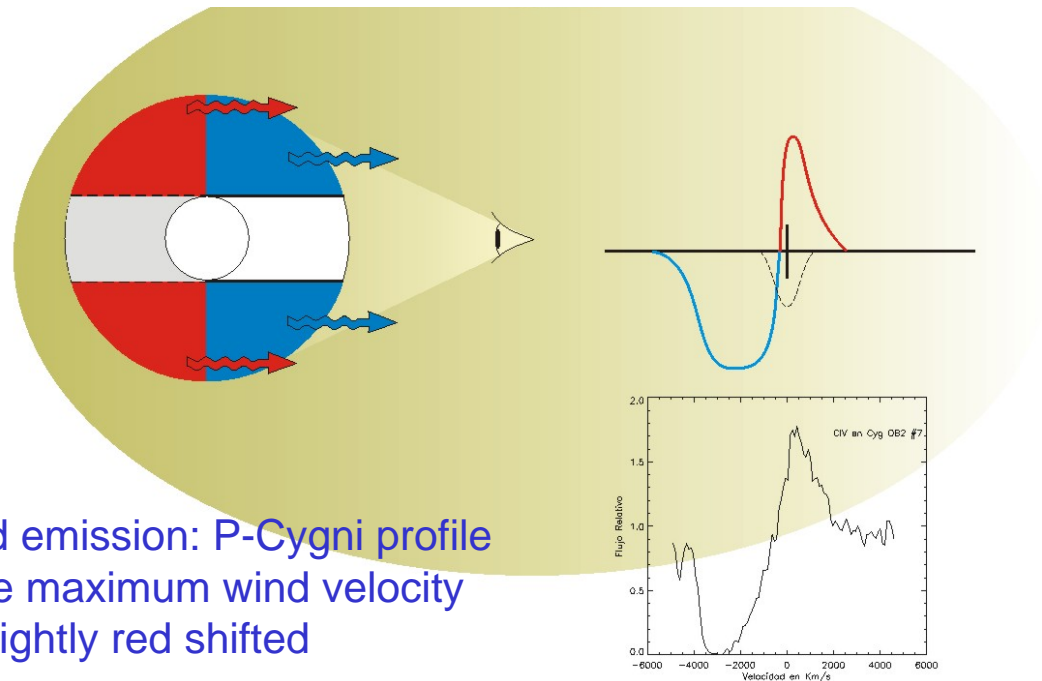 d emission: P-Cygni profile
e maximum wind velocity
ightly red shifted
CIV en Cyg OB2 #7
Flujo Relativo
2.0
1.5
1.0
0.5
0.0
-6000 -4000 -2000 0 2000 4000 6000
Velocidad en Km/s